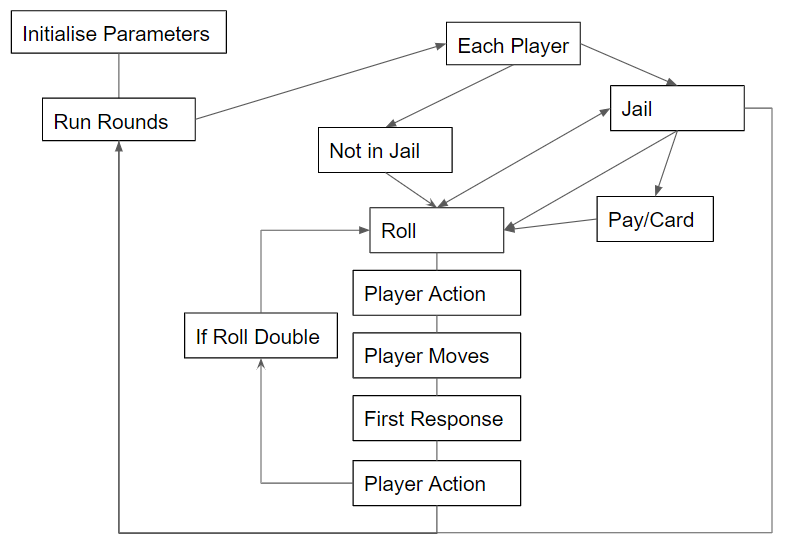 Initialise Parameters
Each Player
Run Rounds
Jail
Not in Jail
Pay/Card
Roll
Player Action
If Roll Double
Player Moves
First Response
Player Action